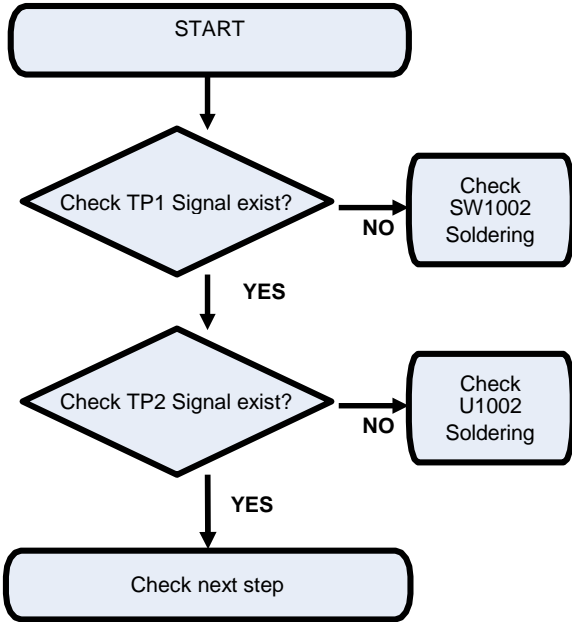 START
Check TP1 Signal exist?
NO
Check
SW1002
Soldering
YES
Check TP2 Signal exist?
NO
Check
U1002
Soldering
YES
Check next step